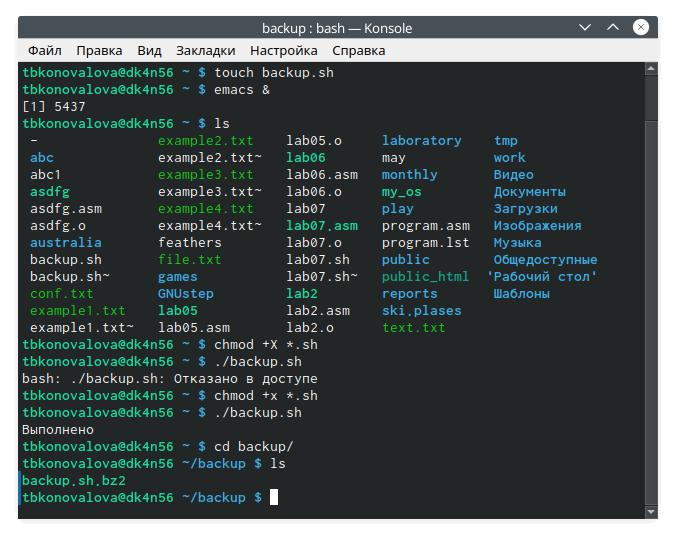 backup : bash — Konsole
Файл Правка Вид Закладки Настройка Справка
tbkonovalova@dk4n56 ~ $ touch backup.sh
tbkonovalova@dk4n56 ~ $ emacs &
[1] 5437
tbkonovalova@dk4n56 ~ $ ls
– example2.txt lab05.o laboratory tmp
abc example2.txt~ lab06 may work
abc1 example3.txt lab06.asm monthly Видео
asdfg example3.txt~ lab06.o my_os Документы
asdfg.asm example4.txt lab07 play Загрузки
asdfg.o example4.txt~ lab07.asm program.asm Изображения
australia feathers lab07.o program.lst Музыка
backup.sh file.txt lab07.sh public Общедоступные
backup.sh~ games lab07.sh~ public_html 'Рабочий стол'
conf.txt GNUstep lab2 reports Шаблоны
example1.txt lab05 lab2.asm ski.plases
example1.txt~ lab05.asm lab2.o text.txt
tbkonovalova@dk4n56 ~ $ chmod +X *.sh
tbkonovalova@dk4n56 ~ $ ./backup.sh
bash: ./backup.sh: Отказано в доступе
tbkonovalova@dk4n56 ~ $ chmod +x *.sh
tbkonovalova@dk4n56 ~ $ ./backup.sh
Выполнено
tbkonovalova@dk4n56 ~ $ cd backup/
tbkonovalova@dk4n56 ~/backup $ ls
backup.sh.bz2
tbkonovalova@dk4n56 ~/backup $